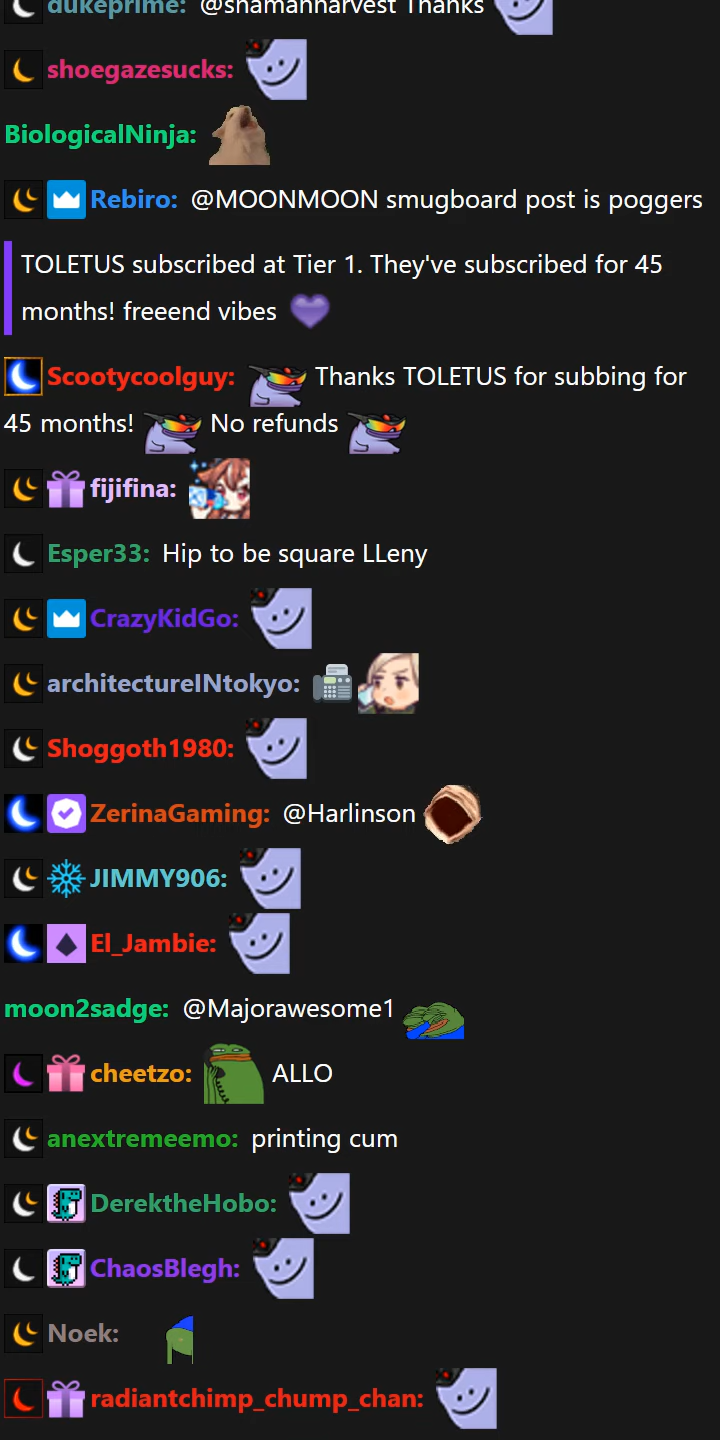 dukeprime: @shamanharvest Thanks
shoegazesucks:
BiologicalNinja:
Rebiro: @MOONMOON smugboard post is poggers
TOLETUS subscribed at Tier 1. They've subscribed for 45
months! freeend vibes
Scootycoolguy: Thanks TOLETUS for subbing for
45 months! No refunds
fijifina:
Esper33: Hip to be square LLeny
CrazyKidGo:
architectureINtokyo:
Shoggoth1980:
ZerinaGaming: @Harlinson
JIMMY906:
El_Jambie:
moon2sadge: @Majorawesome1
cheetzo: ALLO
anextremeemo: printing cum
DerektheHobo:
ChaosBlegh:
Noek:
radiantchimp_chump_chan: